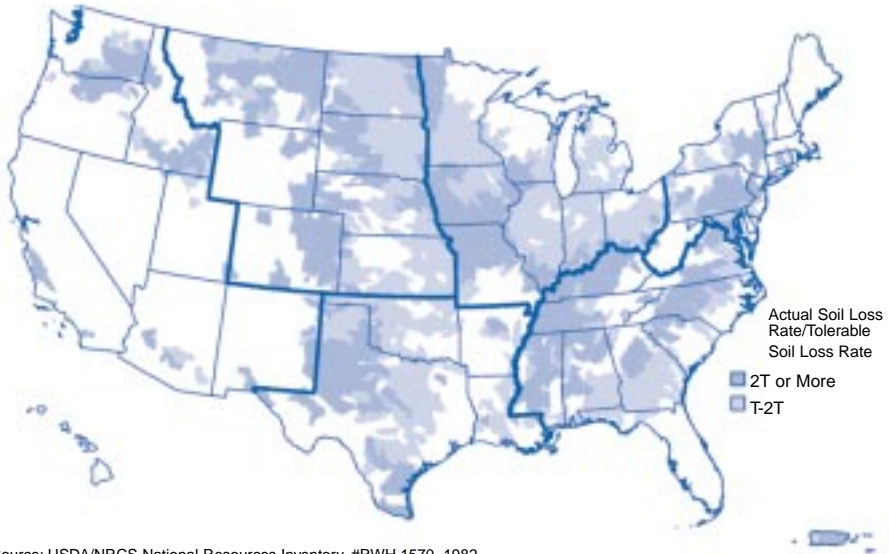 Actual Soil Loss
Rate/Tolerable
Soil Loss Rate
2T or More
T-2T
Source: USDA/NRCS National Resources Inventory, #RWH.1570, 1982